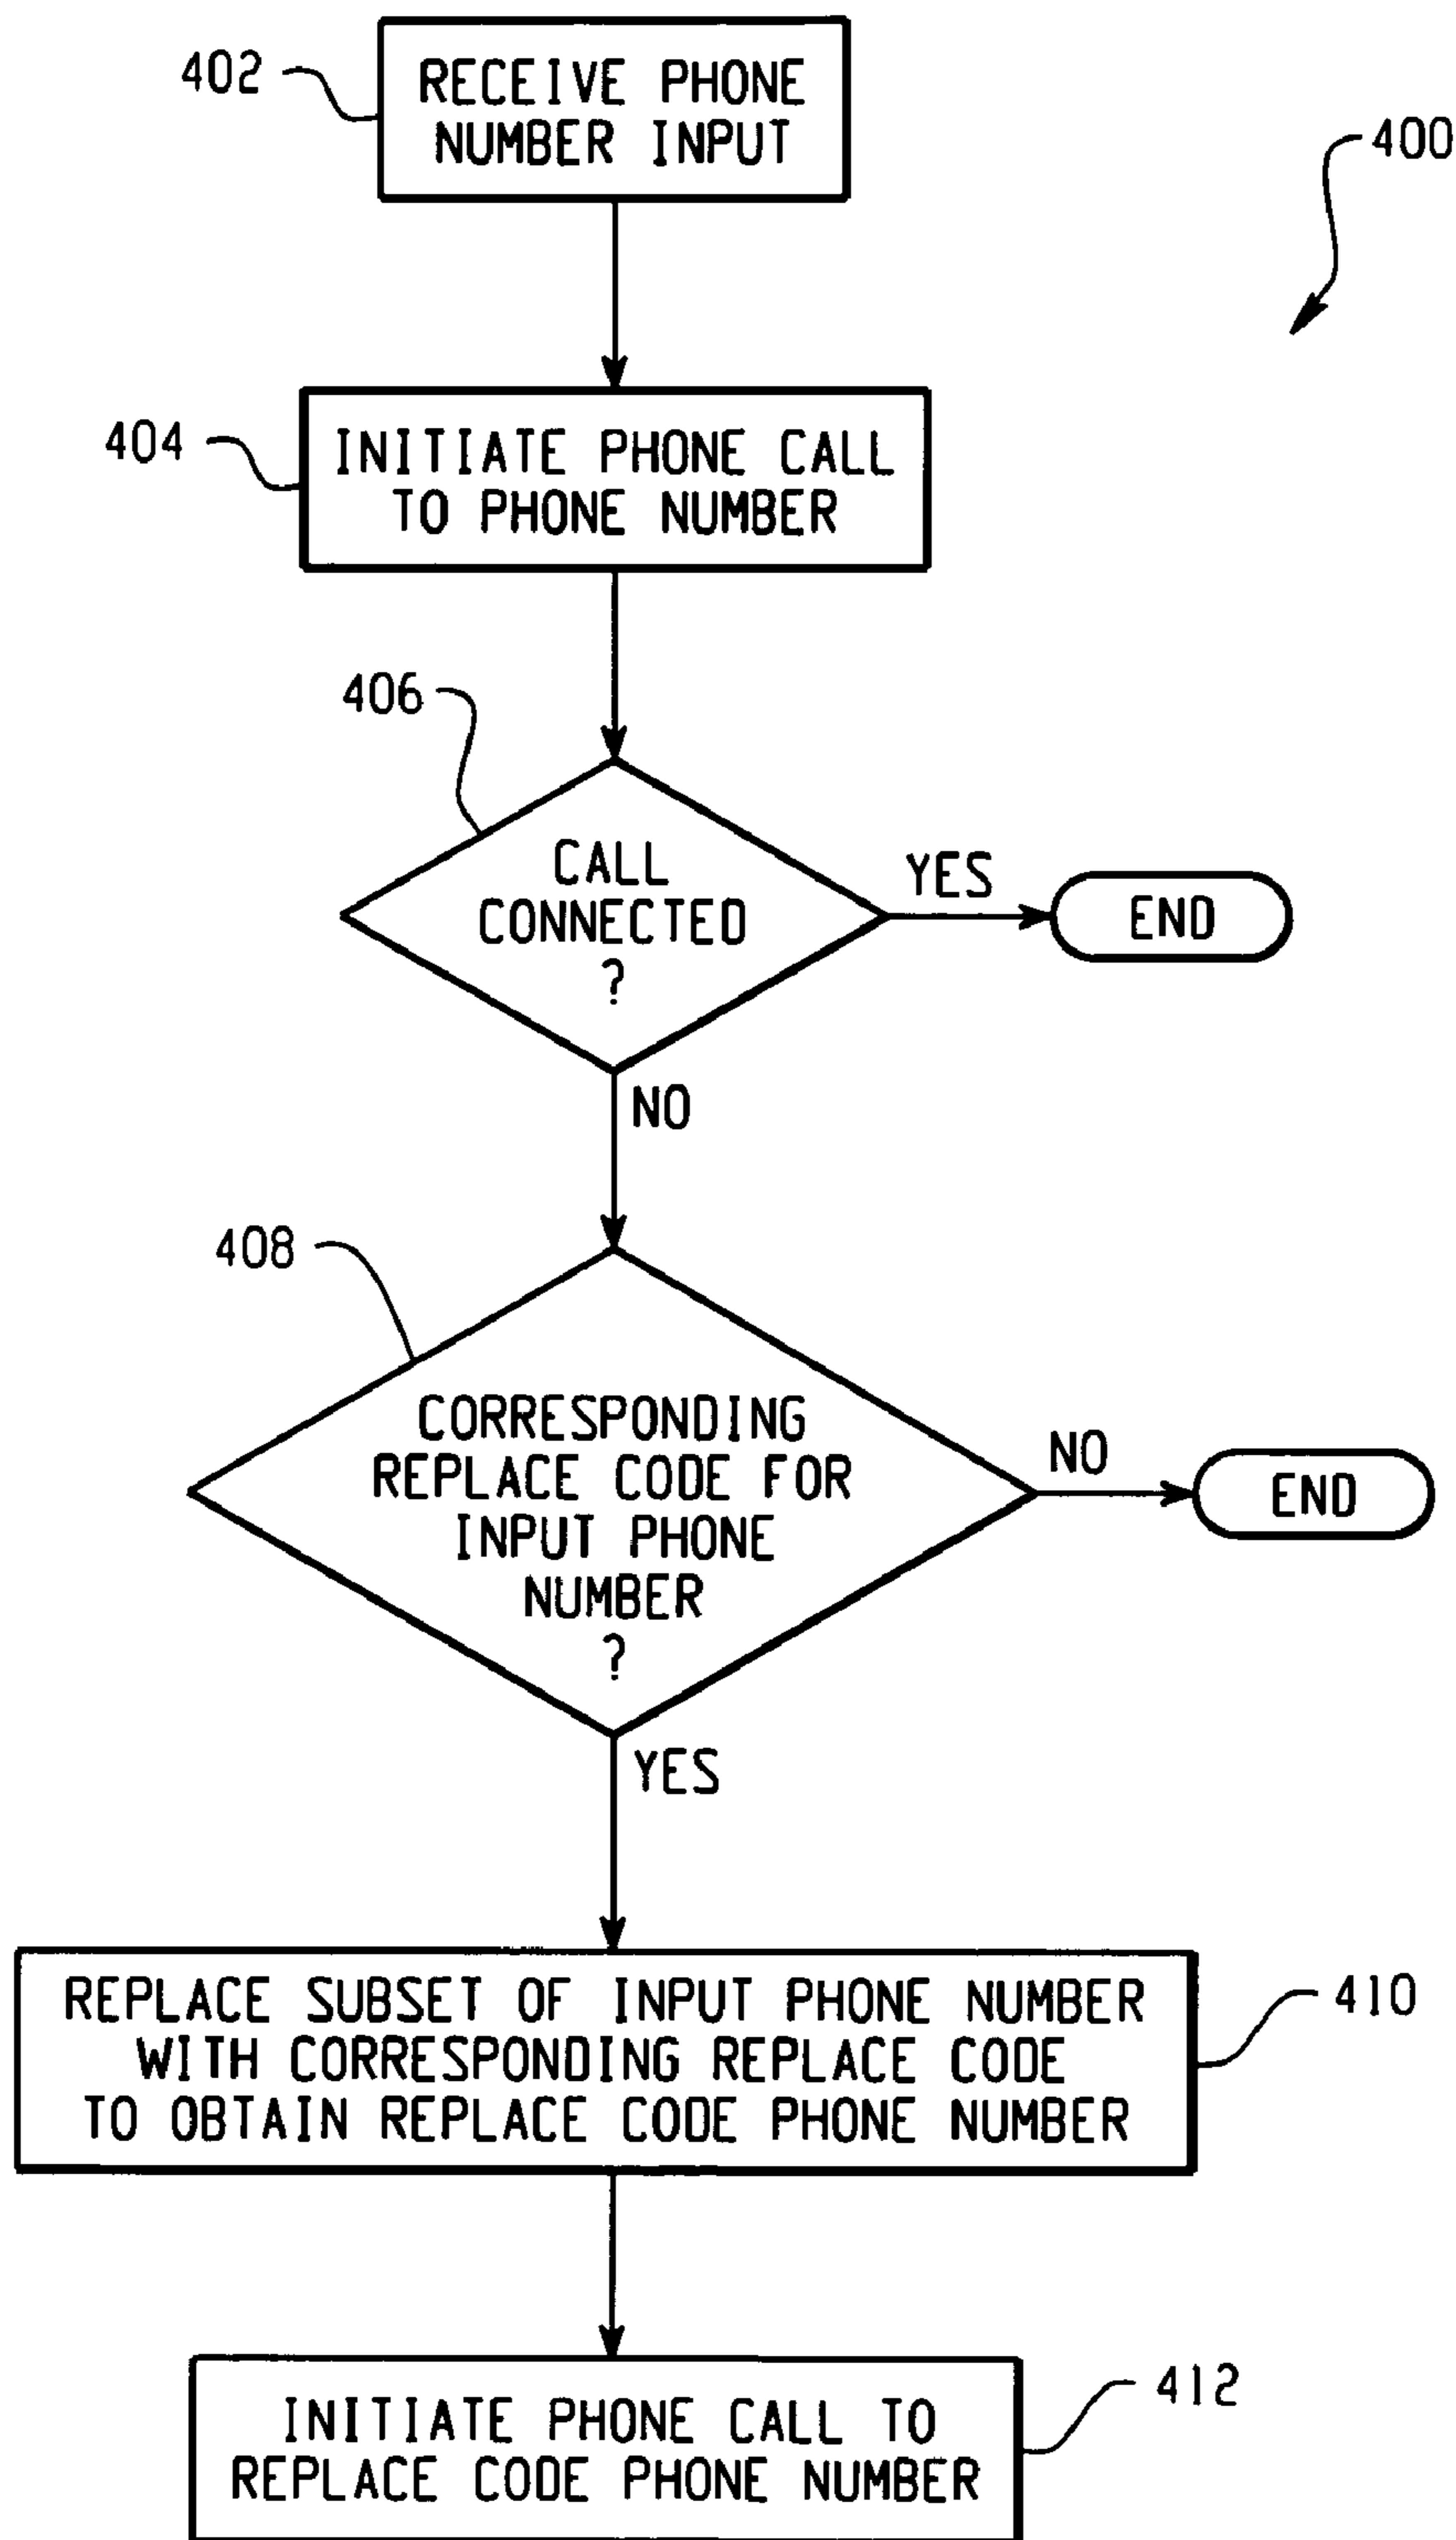 402
RECEIVE PHONE
NUMBER INPUT
400
404
INITIATE PHONE CALL
TO PHONE NUMBER
406
CALL
CONNECTED
?
YES
END
NO
408
CORRESPONDING
REPLACE CODE FOR
INPUT PHONE
NUMBER
?
NO
END
YES
REPLACE SUBSET OF INPUT PHONE NUMBER
WITH CORRESPONDING REPLACE CODE
TO OBTAIN REPLACE CODE PHONE NUMBER
410
INITIATE PHONE CALL TO
REPLACE CODE PHONE NUMBER
412